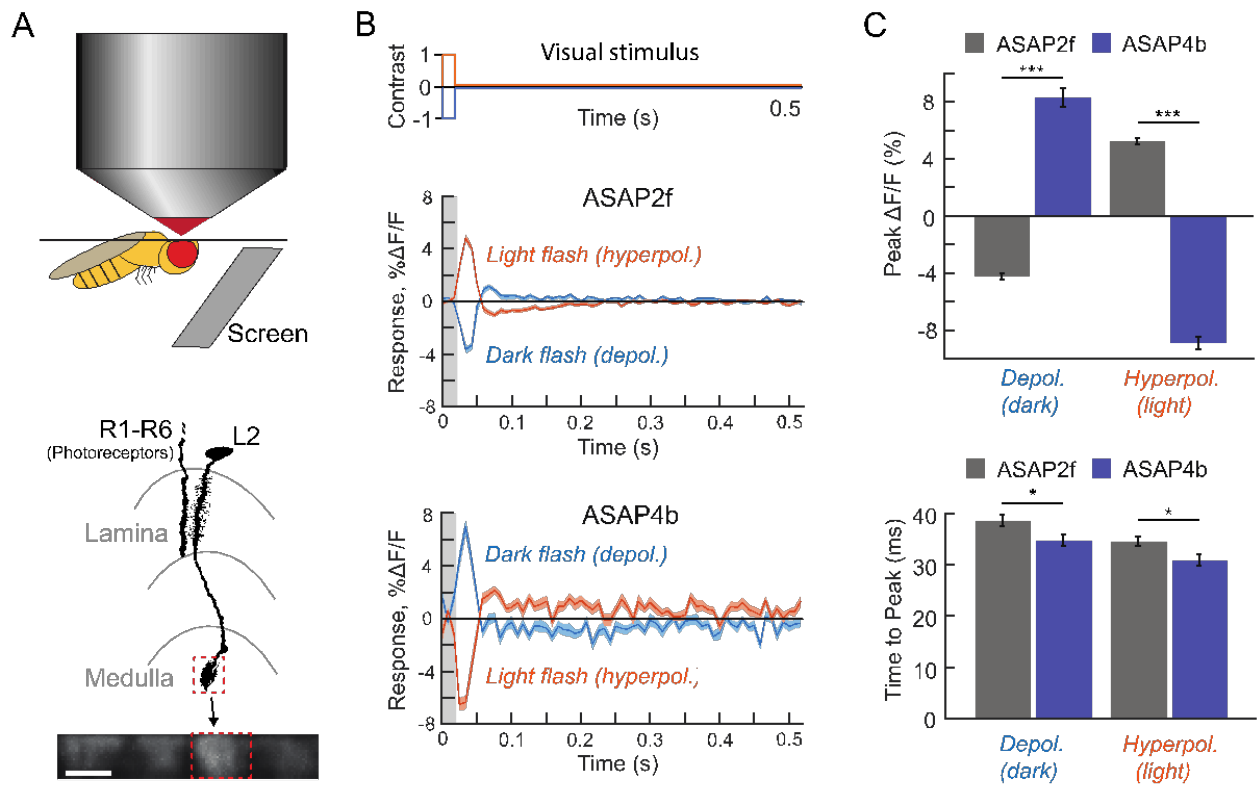 A
Screen
R1-R6
(Photoreceptors)
L2
Lamina
Medulla
B
Visual stimulus
Contrast
1
0
-1
Time (s)
0.5
ASAP2f
Response, %ΔF/F
8
4
0
-4
-8
Light flash (hyperpol.)
Dark flash (depol.)
0 0.1 0.2 0.3 0.4 0.5
Time (s)
ASAP4b
Response, %ΔF/F
8
4
0
-4
-8
Dark flash (depol.)
Light flash (hyperpol.)
0 0.1 0.2 0.3 0.4 0.5
Time (s)
C
ASAP2f ASAP4b
*** ***
Peak ΔF/F (%)
8
4
0
-4
-8
Depol. Hyperpol.
(dark) (light)
ASAP2f ASAP4b
* *
Time to Peak (ms)
40
30
20
10
0
Depol. Hyperpol.
(dark) (light)